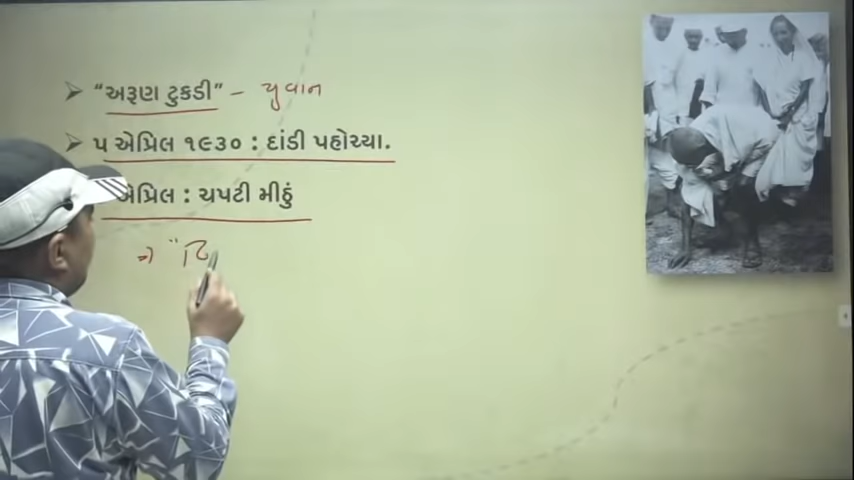 ➤ “અરૂણ ટુકડી” – યુવાન
➤ ૫ એપ્રિલ ૧૯૩૦ : દાંડી પહોચ્યા.
એપ્રિલ : ચપટી મીઠું